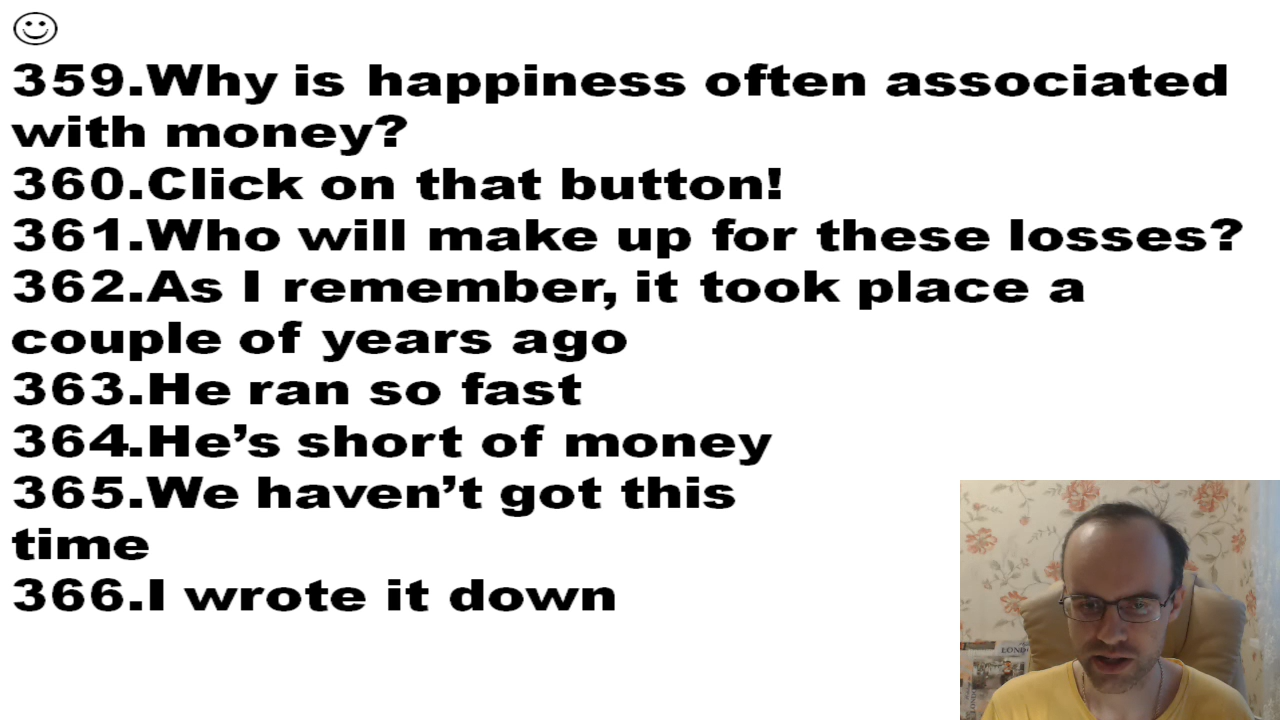 359.Why is happiness often associated
with money?
360.Click on that button!
361.Who will make up for these losses?
362.As I remember, it took place a
couple of years ago
363.He ran so fast
364.He’s short of money
365.We haven’t got this
time
366.I wrote it down